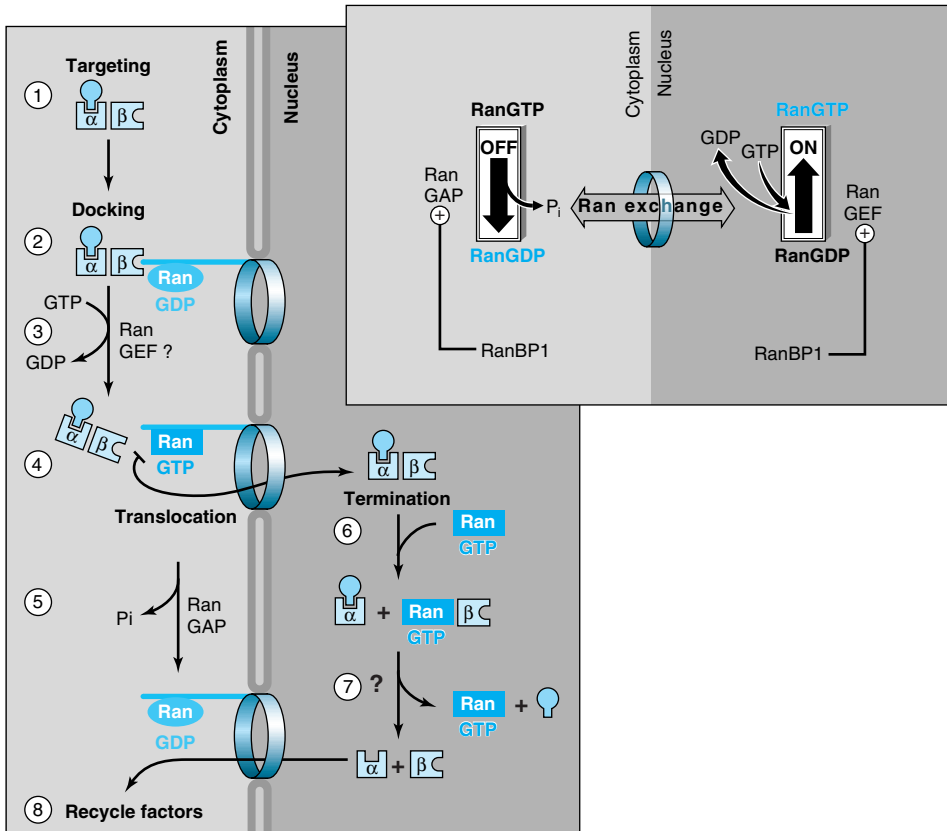 Targeting
1
α β
Cytoplasm
Nucleus
Docking
2
α β
Ran
GDP
GTP
3
Ran
GEF ?
GDP
α β
Ran
GTP
4
α β
Translocation
Termination
6
Ran
GTP
5
Pi
Ran
GAP
α + Ran β
GTP
7 ?
Ran + 
GTP
Ran
GDP
α + β
8 Recycle factors
Cytoplasm
Nucleus
RanGTP
OFF
Ran
GAP
+
Pi
RanGDP
RanBP1
Ran exchange
RanGTP
GDP
GTP
ON
Ran
GEF
+
RanGDP
RanBP1